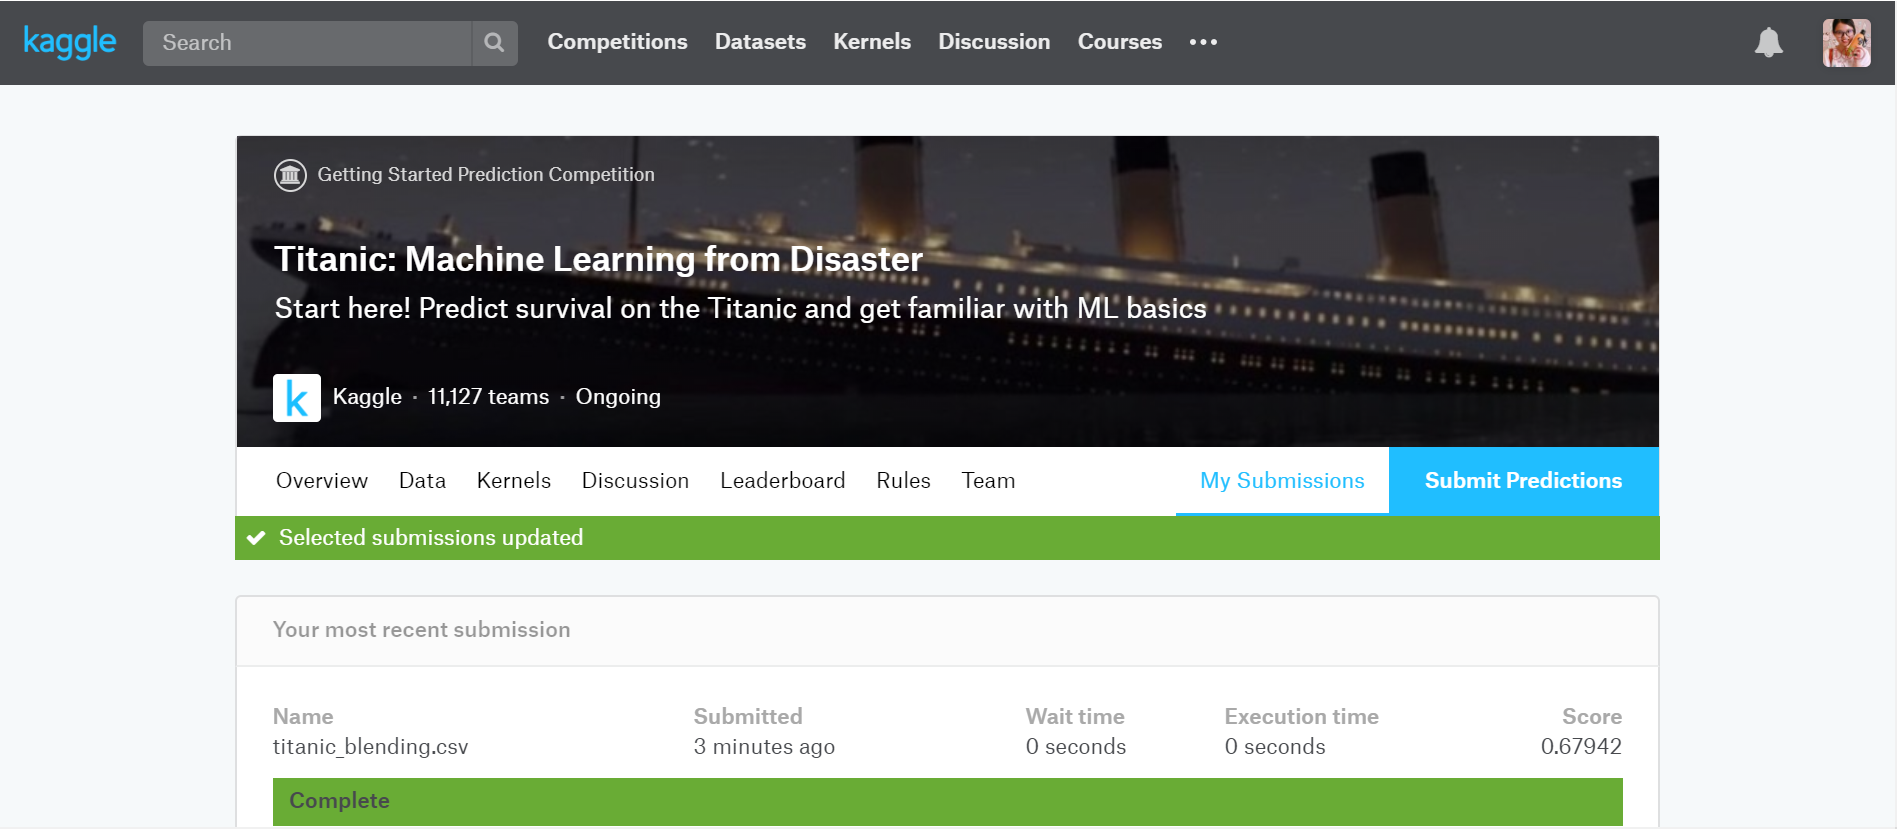 kaggle Search Competitions Datasets Kernels Discussion Courses
Getting Started Prediction Competition
Titanic: Machine Learning from Disaster
Start here! Predict survival on the Titanic and get familiar with ML basics
k Kaggle · 11,127 teams · Ongoing
Overview Data Kernels Discussion Leaderboard Rules Team My Submissions Submit Predictions
Selected submissions updated
Your most recent submission
Name Submitted Wait time Execution time Score
titanic_blending.csv 3 minutes ago 0 seconds 0 seconds 0.67942
Complete